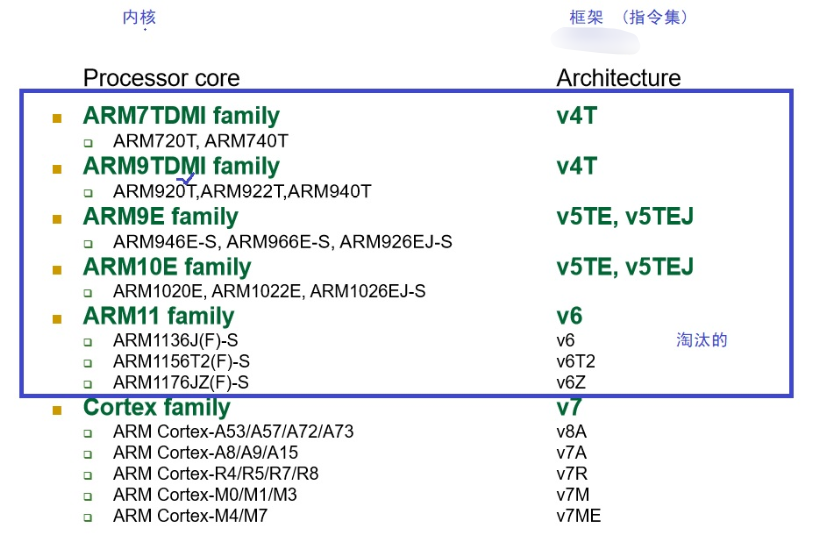 内核 框架 （指令集）
Processor core Architecture
ARM7TDMI family v4T
ARM720T, ARM740T
ARM9TDMI family v4T
ARM920T,ARM922T,ARM940T
ARM9E family v5TE, v5TEJ
ARM946E-S, ARM966E-S, ARM926EJ-S
ARM10E family v5TE, v5TEJ
ARM1020E, ARM1022E, ARM1026EJ-S
ARM11 family v6
ARM1136J(F)-S v6 淘汰的
ARM1156T2(F)-S v6T2
ARM1176JZ(F)-S v6Z
Cortex family v7
ARM Cortex-A53/A57/A72/A73 v8A
ARM Cortex-A8/A9/A15 v7A
ARM Cortex-R4/R5/R7/R8 v7R
ARM Cortex-M0/M1/M3 v7M
ARM Cortex-M4/M7 v7ME